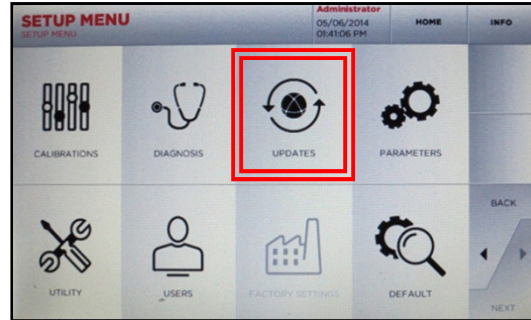 SETUP MENU
SETUP MENU
Administrator
05/06/2014
01:41:06 PM
HOME
INFO
CALIBRATIONS
DIAGNOSIS
UPDATES
PARAMETERS
BACK
UTILITY
USERS
FACTORY SETTINGS
DEFAULT
NEXT